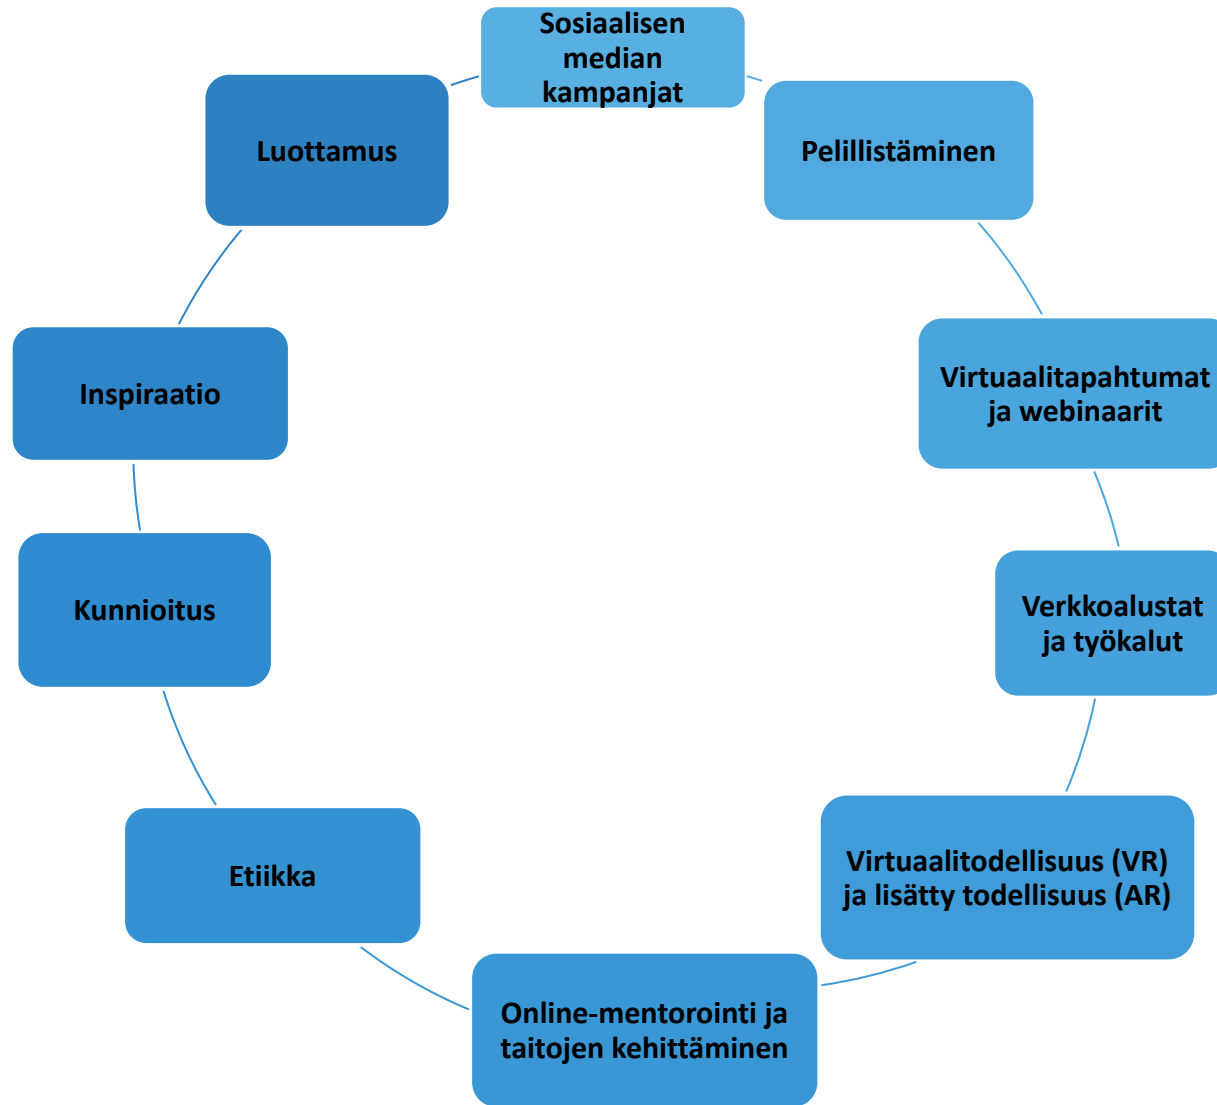 Sosiaalisen
median
kampanjat
Pelillistäminen
Virtuaalitapahtumat
ja webinaarit
Verkkoalustat
ja työkalut
Virtuaalitodellisuus (VR)
ja lisätty todellisuus (AR)
Online-mentorointi ja
taitojen kehittäminen
Etiikka
Kunnioitus
Inspiraatio
Luottamus